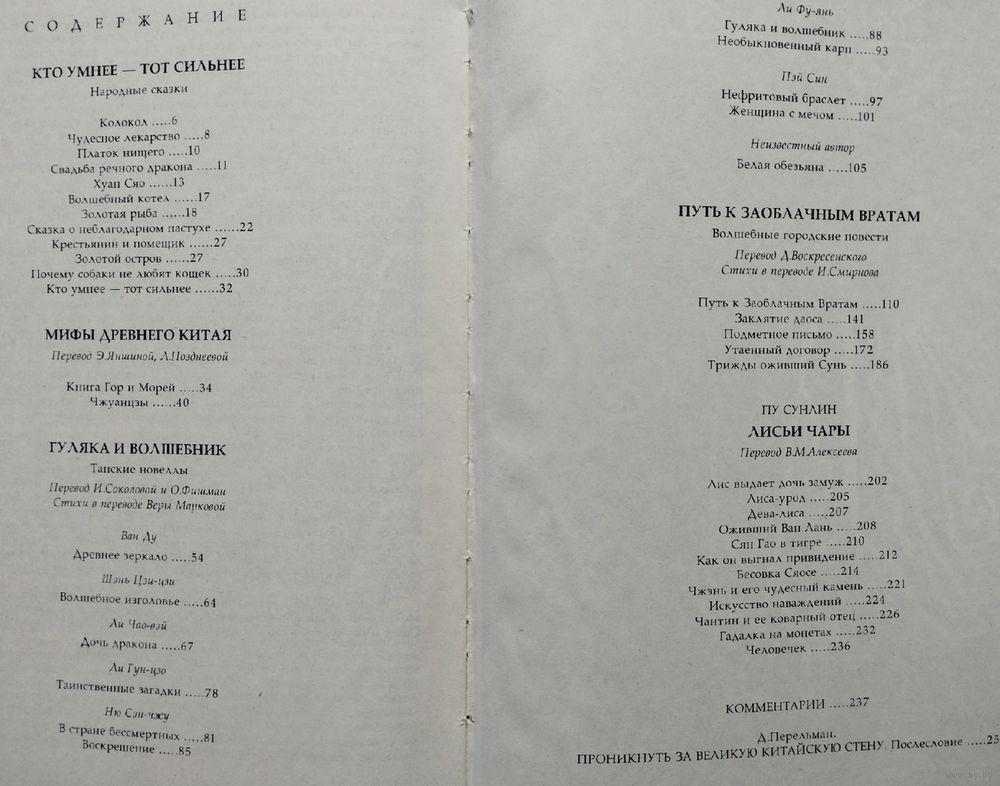 СОДЕРЖАНИЕ
КТО УМНЕЕ — ТОТ СИЛЬНЕЕ
Народные сказки
Колокол .....6
Чудесное лекарство .....8
Платок нищего .....10
Свадьба речного дракона .....11
Хуан Сяо ......13
Волшебный котел ......17
Золотая рыба ......18
Сказка о неблагодарном пастухе ......22
Крестьянин и помещик ......27
Золотой остров ......27
Почему собаки не любят кошек .....30
Кто умнее — тот сильнее ......32
МИФЫ ДРЕВНЕГО КИТАЯ
Перевод Э.Яншиной, Л.Позднеевой
Книга Гор и Морей .....34
Чжуанцзы ......40
ГУЛЯКА И ВОЛШЕБНИК
Танские новеллы
Перевод И.Соколовой и О.Фишман
Стихи в переводе Веры Марковой
Ван Ду
Древнее зеркало .....54
Шэнь Цзи-цзи
Волшебное изголовье .....64
Ли Чао-вэй
Дочь дракона .....67
Ли Гун-цзо
Таинственные загадки .....78
Ню Сэн-чжу
В стране бессмертных .....81
Воскрешение .....85
Ли Фу-янь
Гуляка и волшебник .....88
Необыкновенный карп .....93
Пэй Син
Нефритовый браслет .....97
Женщина с мечом .....101
Неизвестный автор
Белая обезьяна .....105
ПУТЬ К ЗАОБЛАЧНЫМ ВРАТАМ
Волшебные городские повести
Перевод Д.Воскресенского
Стихи в переводе И.Смирнова
Путь к Заоблачным Вратам .....110
Заклятие даоса .....141
Подметное письмо .....158
Утаенный договор .....172
Трижды оживший Сунь .....186
ПУ СУНЛИН
ЛИСЬИ ЧАРЫ
Перевод В.М.Алексеева
Лис выдает дочь замуж .....202
Лиса-урод .....205
Дева-лиса .....207
Оживший Ван Лань .....208
Сян Гао в тигре .....210
Как он выгнал привидение .....212
Бесовка Сяосе .....214
Чжэнь и его чудесный камень .....221
Искусство наваждений .....224
Чантин и ее коварный отец .....226
Гадалка на монетах .....232
Человечек .....236
КОММЕНТАРИИ .....237
Д.Перельман.
ПРОНИКНУТЬ ЗА ВЕЛИКУЮ КИТАЙСКУЮ СТЕНУ. Послесловие .....25